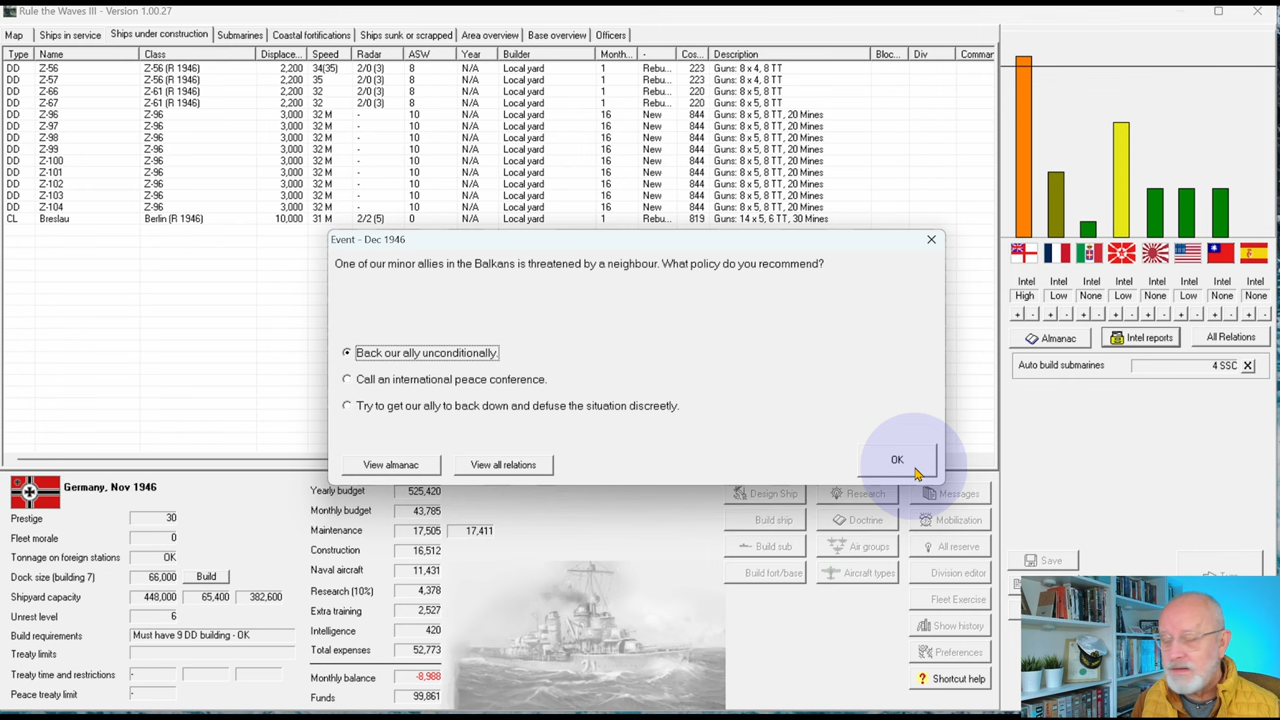 Rule the Waves III - Version 1.00.27
Map Ships in service Ships under construction Submarines Coastal fortifications Ships sunk or scrapped Area overview Base overview Officers
Type Name Class Displace... Speed Radar ASW Year Builder Month... - Cos... Description Bloc... Div Commar
DD Z-56 Z-56 (R 1946) 2,200 34(35) 2/0 (3) 8 N/A Local yard 1 Rebu... 223 Guns: 8 x 4, 8 TT
DD Z-57 Z-56 (R 1946) 2,200 35 2/0 (3) 8 N/A Local yard 1 Rebu... 223 Guns: 8 x 4, 8 TT
DD Z-66 Z-61 (R 1946) 2,200 32 2/0 (3) 8 N/A Local yard 1 Rebu... 220 Guns: 8 x 5, 8 TT
DD Z-67 Z-61 (R 1946) 2,200 32 2/0 (3) 8 N/A Local yard 1 Rebu... 220 Guns: 8 x 5, 8 TT
DD Z-96 Z-96 3,000 32 M - 10 N/A Local yard 16 New 844 Guns: 8 x 5, 8 TT, 20 Mines
DD Z-97 Z-96 3,000 32 M - 10 N/A Local yard 16 New 844 Guns: 8 x 5, 8 TT, 20 Mines
DD Z-98 Z-96 3,000 32 M - 10 N/A Local yard 16 New 844 Guns: 8 x 5, 8 TT, 20 Mines
DD Z-99 Z-96 3,000 32 M - 10 N/A Local yard 16 New 844 Guns: 8 x 5, 8 TT, 20 Mines
DD Z-100 Z-96 3,000 32 M - 10 N/A Local yard 16 New 844 Guns: 8 x 5, 8 TT, 20 Mines
DD Z-101 Z-96 3,000 32 M - 10 N/A Local yard 16 New 844 Guns: 8 x 5, 8 TT, 20 Mines
DD Z-102 Z-96 3,000 32 M - 10 N/A Local yard 16 New 844 Guns: 8 x 5, 8 TT, 20 Mines
DD Z-103 Z-96 3,000 32 M - 10 N/A Local yard 16 New 844 Guns: 8 x 5, 8 TT, 20 Mines
DD Z-104 Z-96 3,000 32 M - 10 N/A Local yard 16 New 844 Guns: 8 x 5, 8 TT, 20 Mines
CL Breslau Berlin (R 1946) 10,000 31 M 2/2 (5) 0 N/A Local yard 1 Rebu... 819 Guns: 14 x 5, 6 TT, 30 Mines
Event - Dec 1946
One of our minor allies in the Balkans is threatened by a neighbour. What policy do you recommend?
Back our ally unconditionally.
Call an international peace conference.
Try to get our ally to back down and defuse the situation discreetly.
View almanac View all relations OK
Intel Intel Intel Intel Intel Intel Intel Intel
High Low None Low None Low None None
+ - + - + - + - + - + - + - + -
Almanac Intel reports All Relations
Auto build submarines 4 SSC X
Germany, Nov 1946
Prestige 30
Fleet morale 0
Tonnage on foreign stations OK
Dock size (building 7) 66,000 Build
Shipyard capacity 448,000 65,400 382,600
Unrest level 6
Build requirements Must have 9 DD building - OK
Treaty limits
Treaty time and restrictions -
Peace treaty limit -
Yearly budget 525,420
Monthly budget 43,785
Maintenance 17,505 17,411
Construction 16,512
Naval aircraft 11,431
Research (10%) 4,378
Extra training 2,527
Intelligence 420
Total expenses 52,773
Monthly balance -8,988
Funds 99,861
Design Ship Research Messages
Build ship Doctrine Mobilization
Build sub Air groups All reserve
Build fort/base Aircraft types Division editor
Fleet Exercise
Show history
Preferences
? Shortcut help
Save